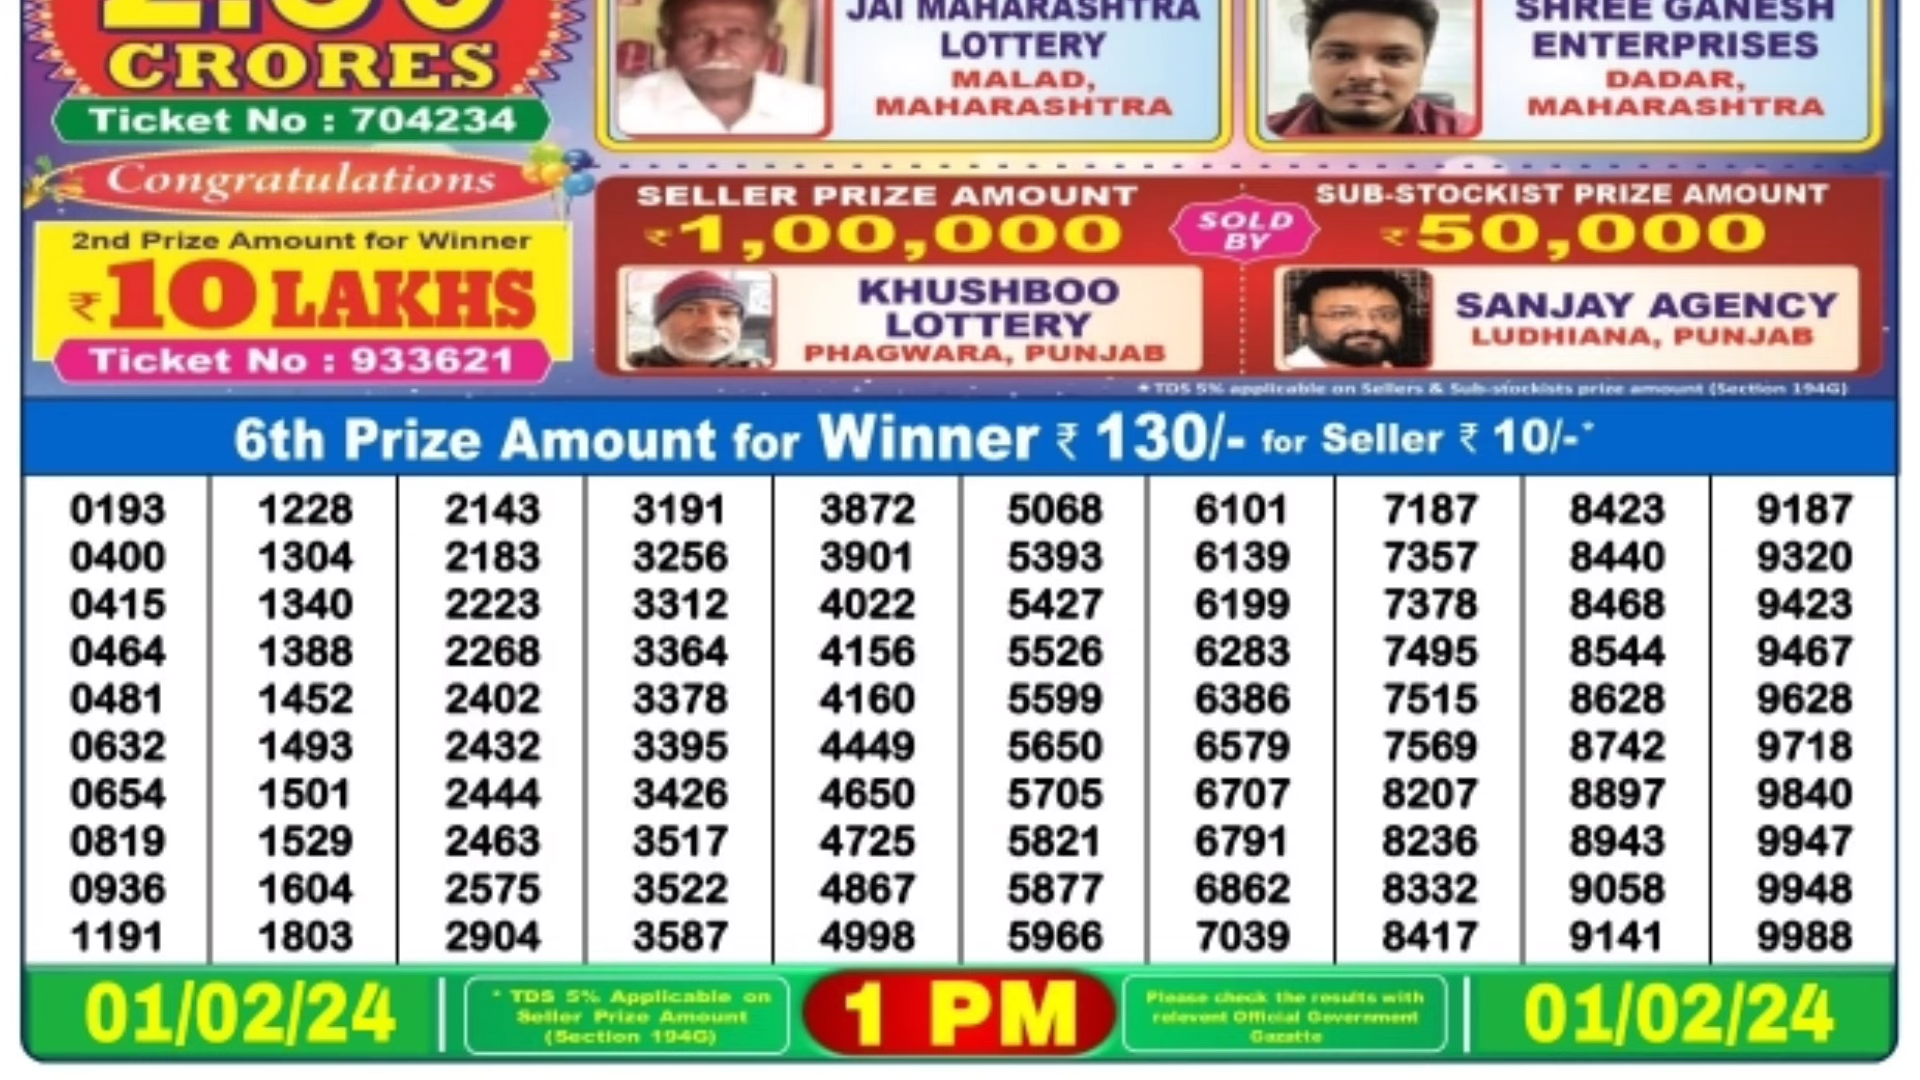 2.50
CRORES
Ticket No : 704234
JAI MAHARASHTRA
LOTTERY
MALAD,
MAHARASHTRA
SHREE GANESH
ENTERPRISES
DADAR,
MAHARASHTRA
Congratulations
2nd Prize Amount for Winner
₹10 LAKHS
Ticket No : 933621
SELLER PRIZE AMOUNT
₹1,00,000
SOLD
BY
SUB-STOCKIST PRIZE AMOUNT
₹50,000
KHUSHBOO
LOTTERY
PHAGWARA, PUNJAB
SANJAY AGENCY
LUDHIANA, PUNJAB
* TDS 5% applicable on Sellers & Sub-stockists prize amount (Section 194G)
6th Prize Amount for Winner ₹ 130/- for Seller ₹ 10/-*
0193 1228 2143 3191 3872 5068 6101 7187 8423 9187
0400 1304 2183 3256 3901 5393 6139 7357 8440 9320
0415 1340 2223 3312 4022 5427 6199 7378 8468 9423
0464 1388 2268 3364 4156 5526 6283 7495 8544 9467
0481 1452 2402 3378 4160 5599 6386 7515 8628 9628
0632 1493 2432 3395 4449 5650 6579 7569 8742 9718
0654 1501 2444 3426 4650 5705 6707 8207 8897 9840
0819 1529 2463 3517 4725 5821 6791 8236 8943 9947
0936 1604 2575 3522 4867 5877 6862 8332 9058 9948
1191 1803 2904 3587 4998 5966 7039 8417 9141 9988
01/02/24
* TDS 5% Applicable on
Seller Prize Amount
(Section 194G)
1 PM
Please check the results with
relevent Official Government
Gazette
01/02/24